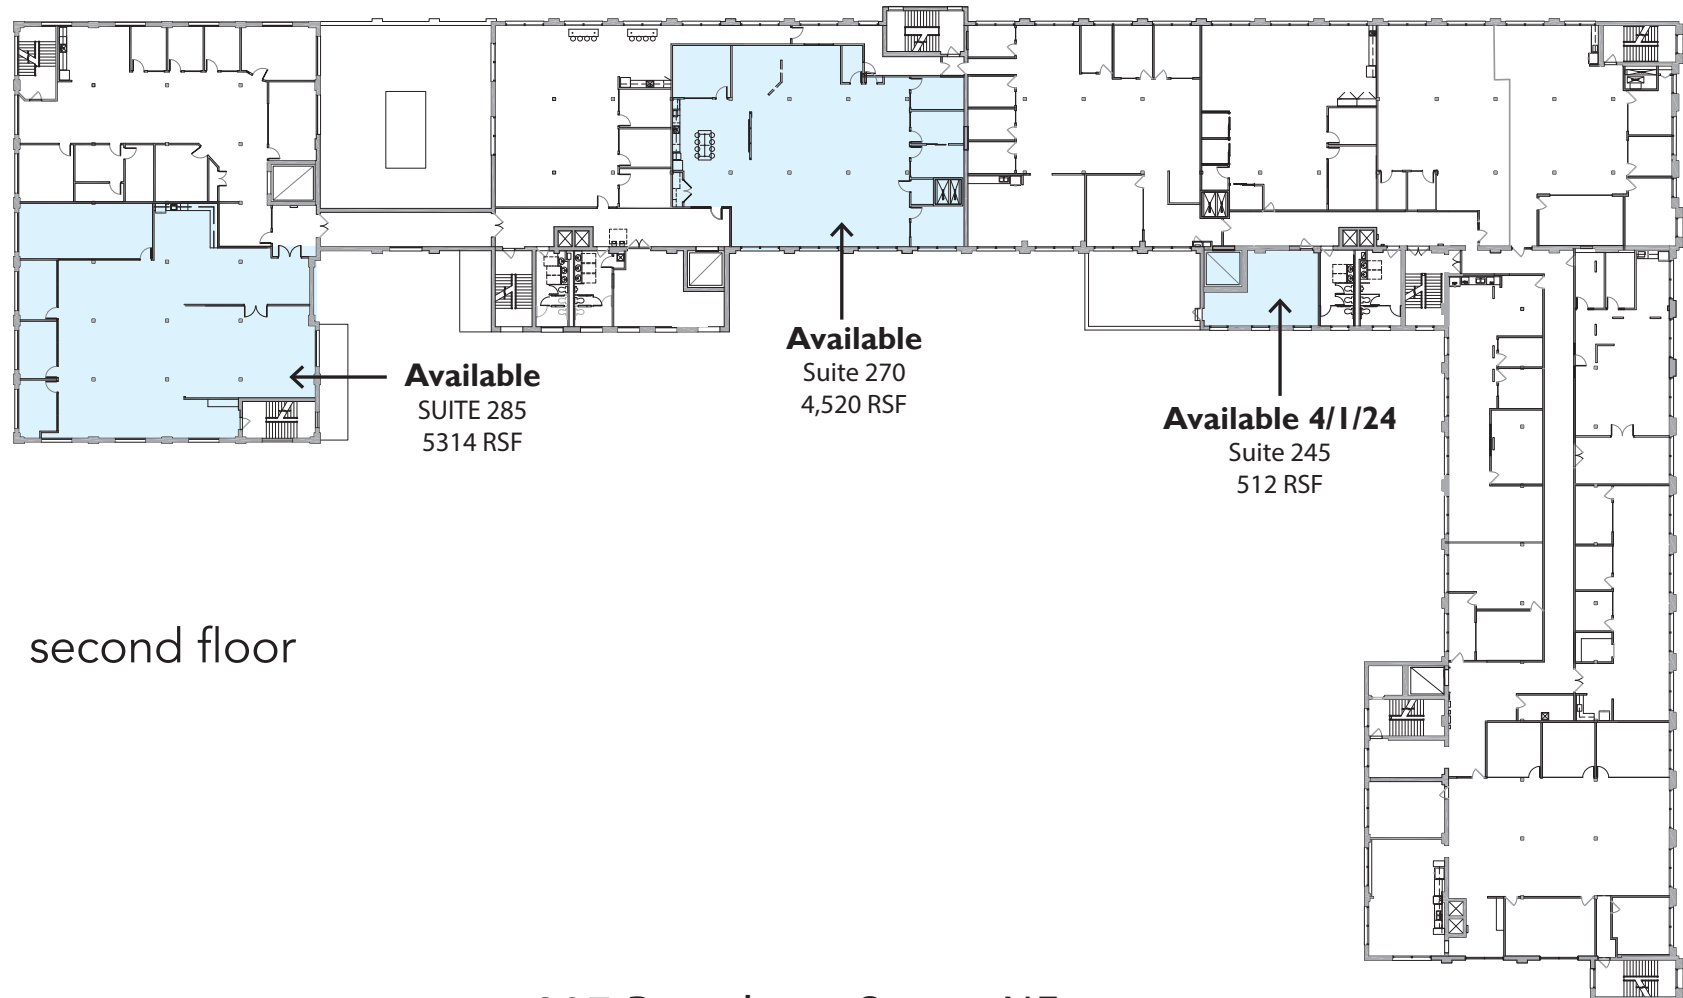 Available
SUITE 285
5314 RSF
Available
Suite 270
4,520 RSF
Available 4/1/24
Suite 245
512 RSF
second floor